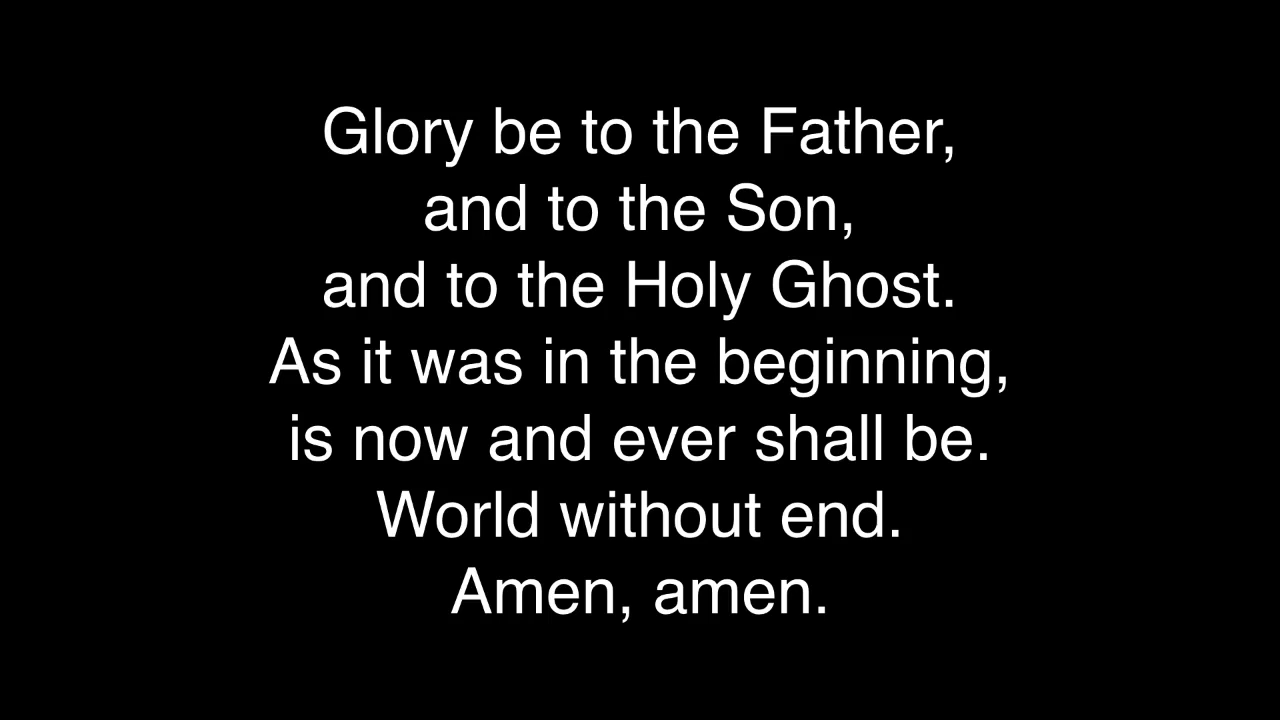 Glory be to the Father,
and to the Son,
and to the Holy Ghost.
As it was in the beginning,
is now and ever shall be.
World without end.
Amen, amen.